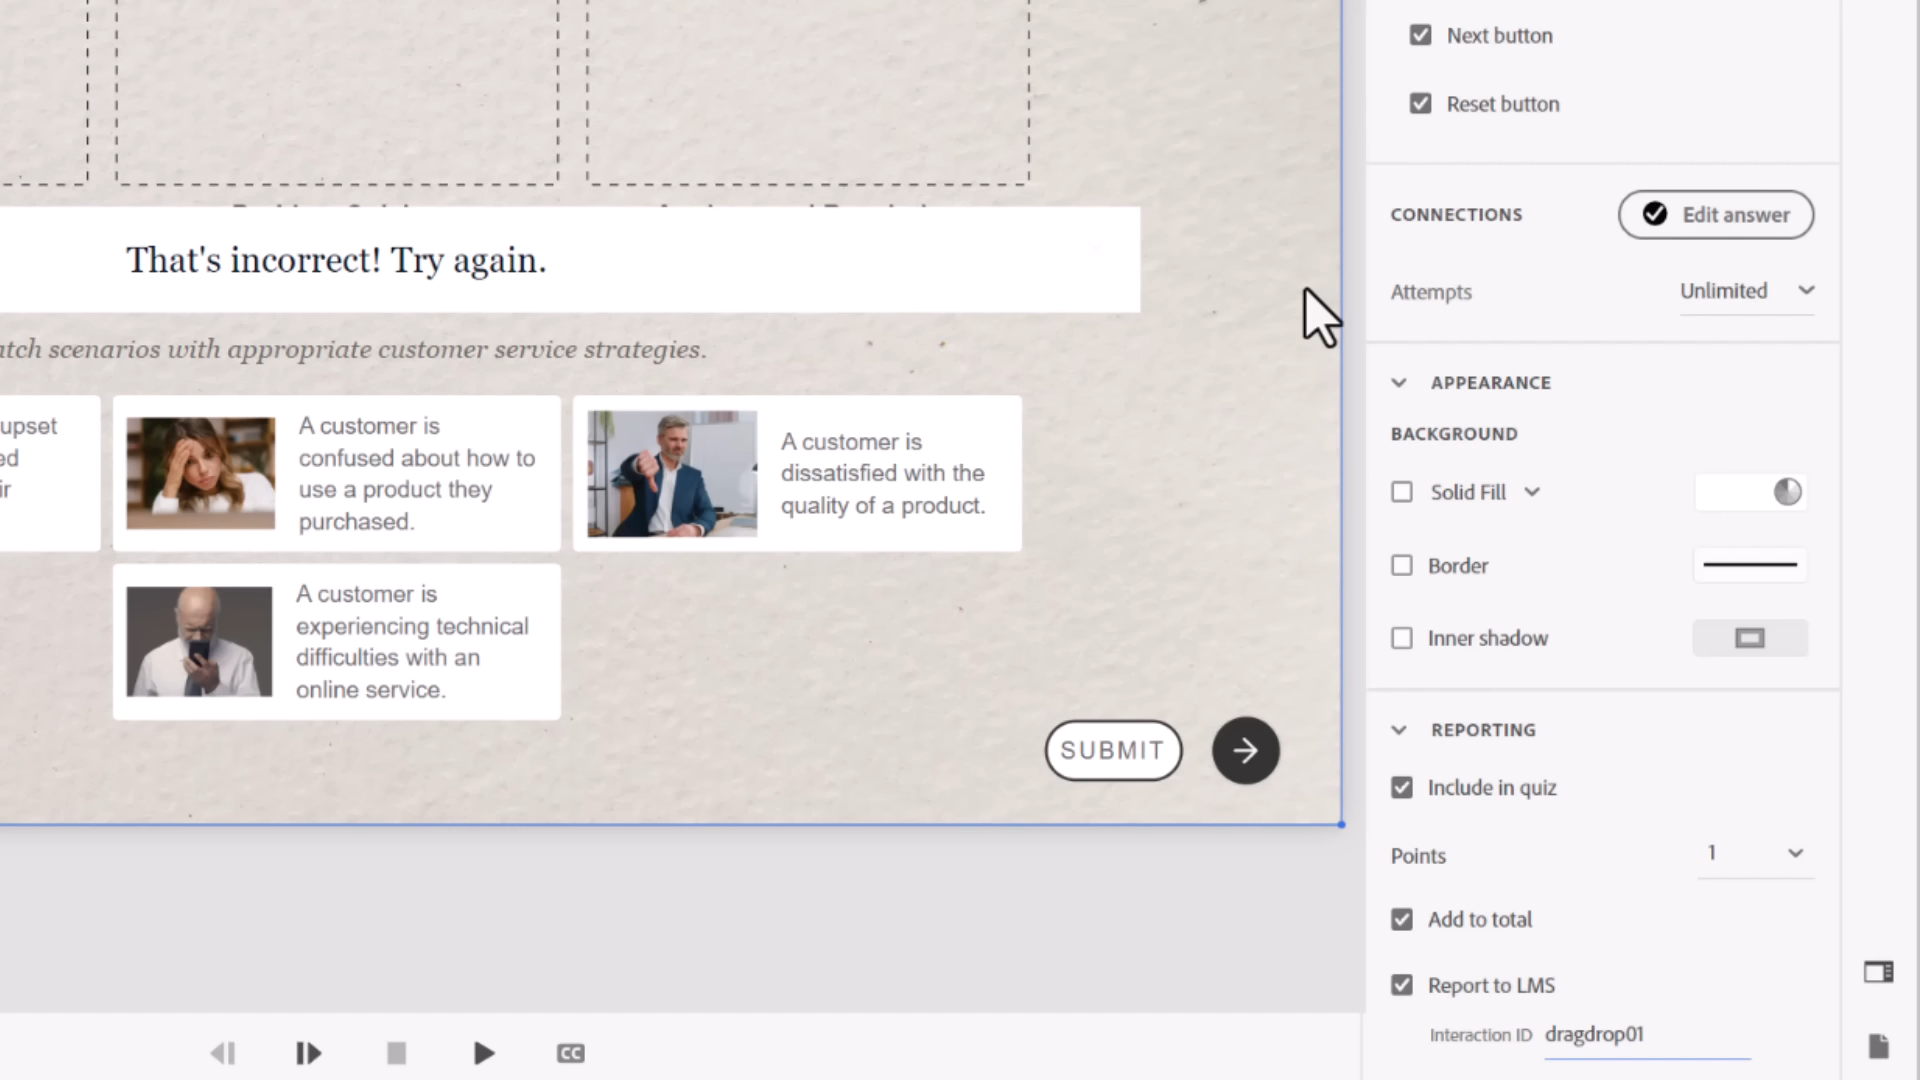 That's incorrect! Try again.
tch scenarios with appropriate customer service strategies.
upset
ed
ir
A customer is
confused about how to
use a product they
purchased.
A customer is
dissatisfied with the
quality of a product.
A customer is
experiencing technical
difficulties with an
online service.
SUBMIT
CC
Next button
Reset button
CONNECTIONS
Edit answer
Attempts
Unlimited
APPEARANCE
BACKGROUND
Solid Fill
Border
Inner shadow
REPORTING
Include in quiz
Points
1
Add to total
Report to LMS
Interaction ID
dragdrop01